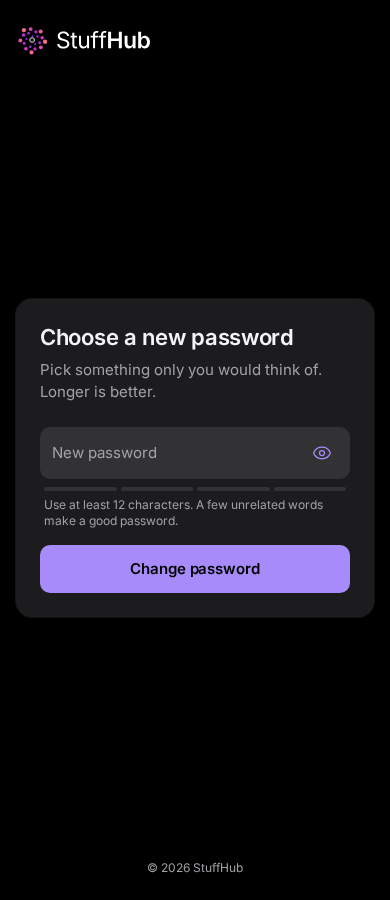 StuffHub
Choose a new password
Pick something only you would think of.
Longer is better.
New password
Use at least 12 characters. A few unrelated words
make a good password.
Change password
© 2026 StuffHub